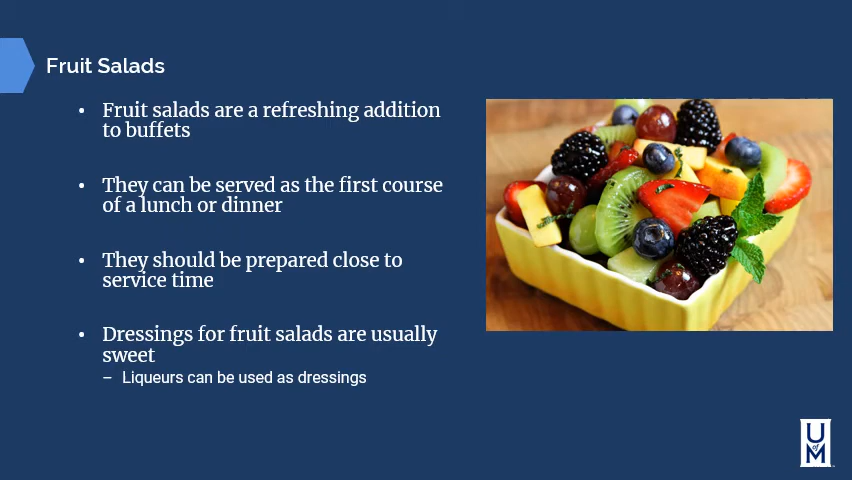 Fruit Salads
• Fruit salads are a refreshing addition
to buffets
• They can be served as the first course
of a lunch or dinner
• They should be prepared close to
service time
• Dressings for fruit salads are usually
sweet
– Liqueurs can be used as dressings
U
of
M